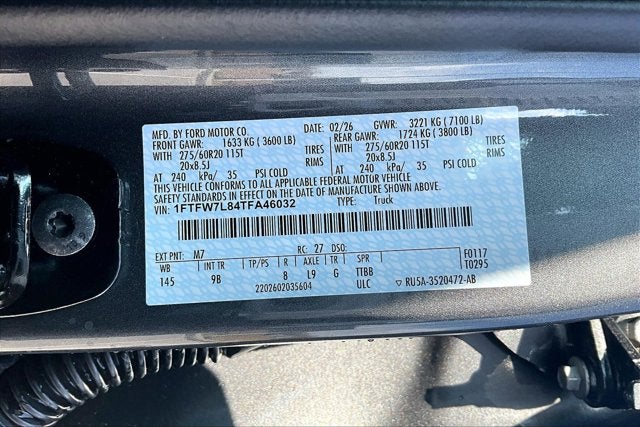 MFD. BY FORD MOTOR CO. DATE: 02/26 GVWR: 3221 KG ( 7100 LB)
FRONT GAWR: 1633 KG ( 3600 LB) REAR GAWR: 1724 KG ( 3800 LB)
WITH 275/60R20 115T TIRES WITH 275/60R20 115T TIRES
20x8.5J RIMS 20x8.5J RIMS
AT 240 kPa/ 35 PSI COLD AT 240 kPa/ 35 PSI COLD
THIS VEHICLE CONFORMS TO ALL APPLICABLE FEDERAL MOTOR VEHICLE
SAFETY STANDARDS IN EFFECT ON THE DATE OF MANUFACTURE SHOWN ABOVE.
VIN: 1FTFW7L84TFA46032 TYPE: Truck
EXT PNT: M7 RC: 27 DSO: F0117
WB INT TR TP/PS R AXLE TR SPR T0295
145 9B 8 L9 G TTBB
2202602035604 ULC ▽ RU5A-3520472-AB